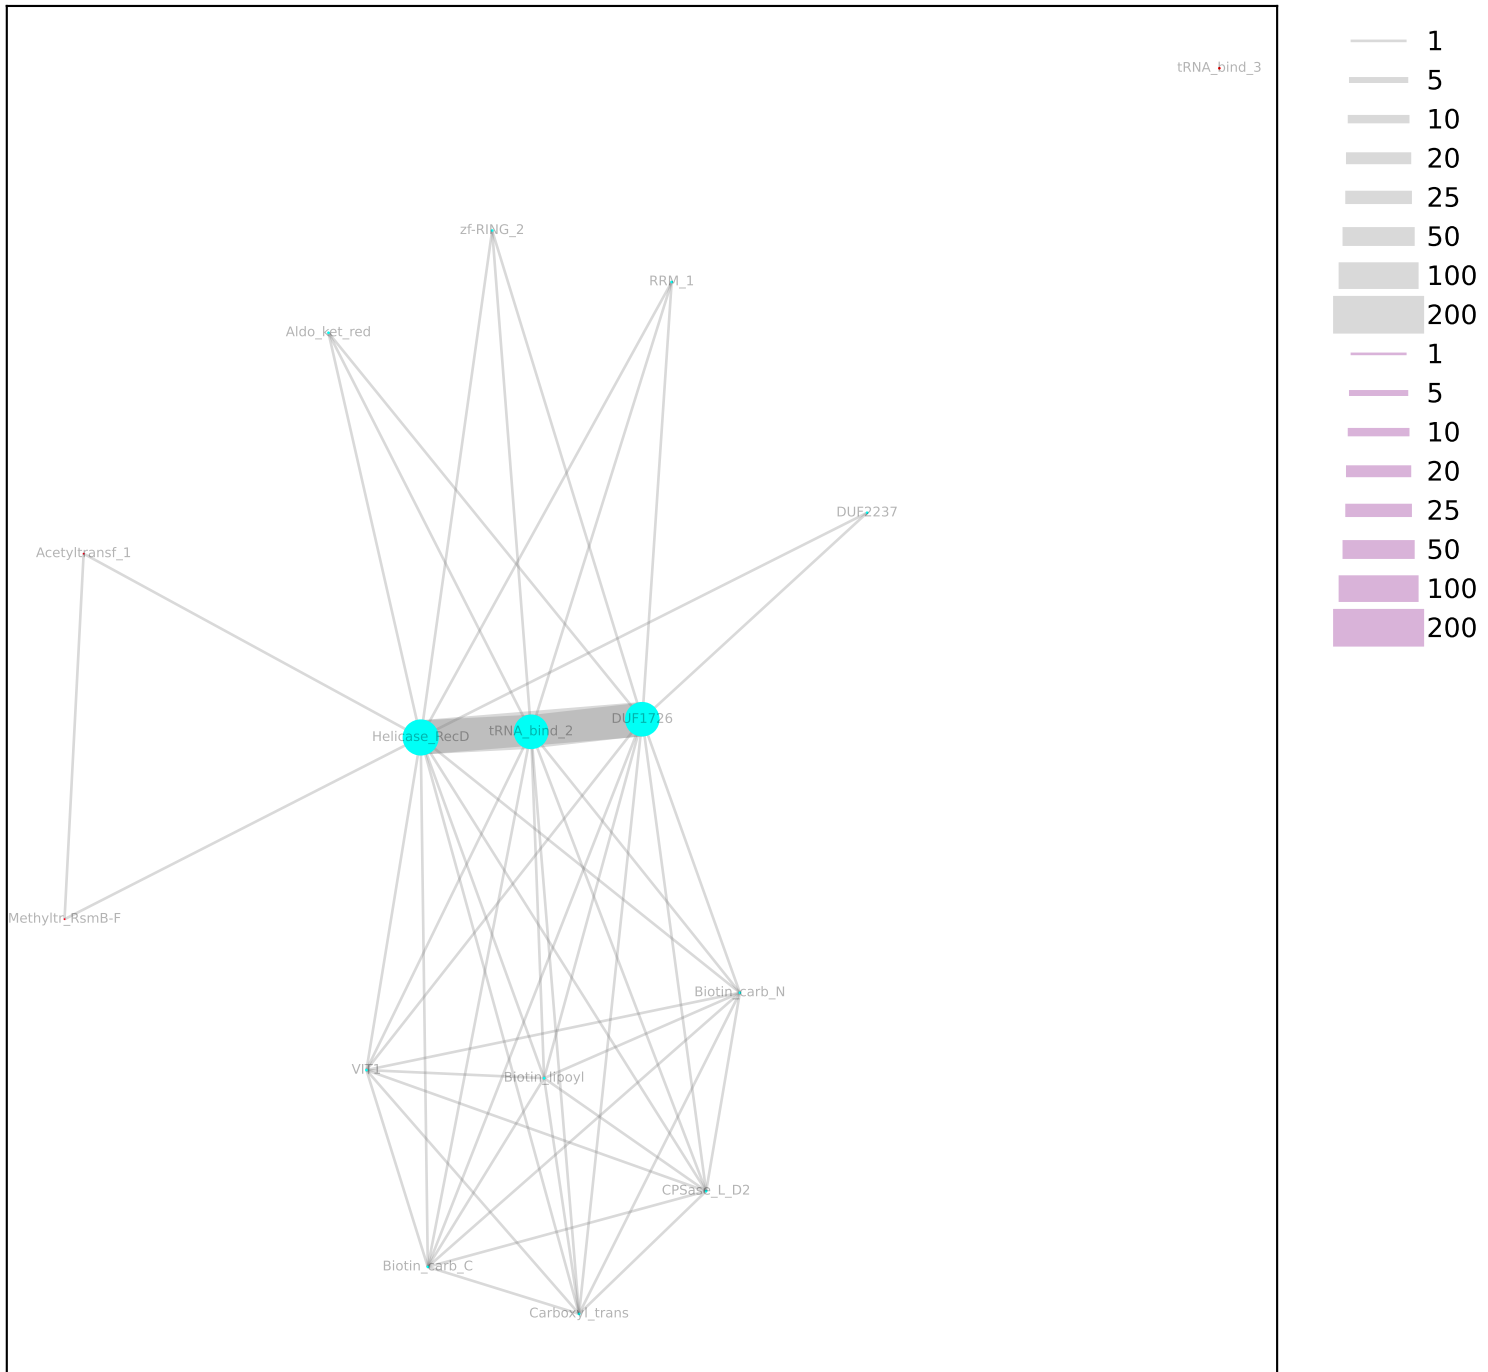 tRNA_bind_3
zf-RING_2
RRM_1
Aldo_ket_red
DUF2237
Acetyltransf_1
DUF1726
tRNA_bind_2
Helicase_RecD
Methyltr_RsmB-F
Biotin_carb_N
VIT1
Biotin_lipoyl
CPSase_L_D2
Biotin_carb_C
Carboxyl_trans
1
5
10
20
25
50
100
200
1
5
10
20
25
50
100
200